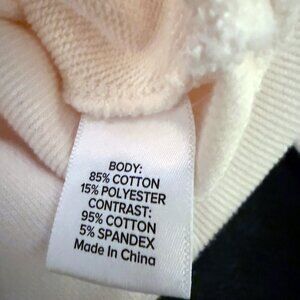 BODY:
85% COTTON
15% POLYESTER
CONTRAST:
95% COTTON
5% SPANDEX
Made In China